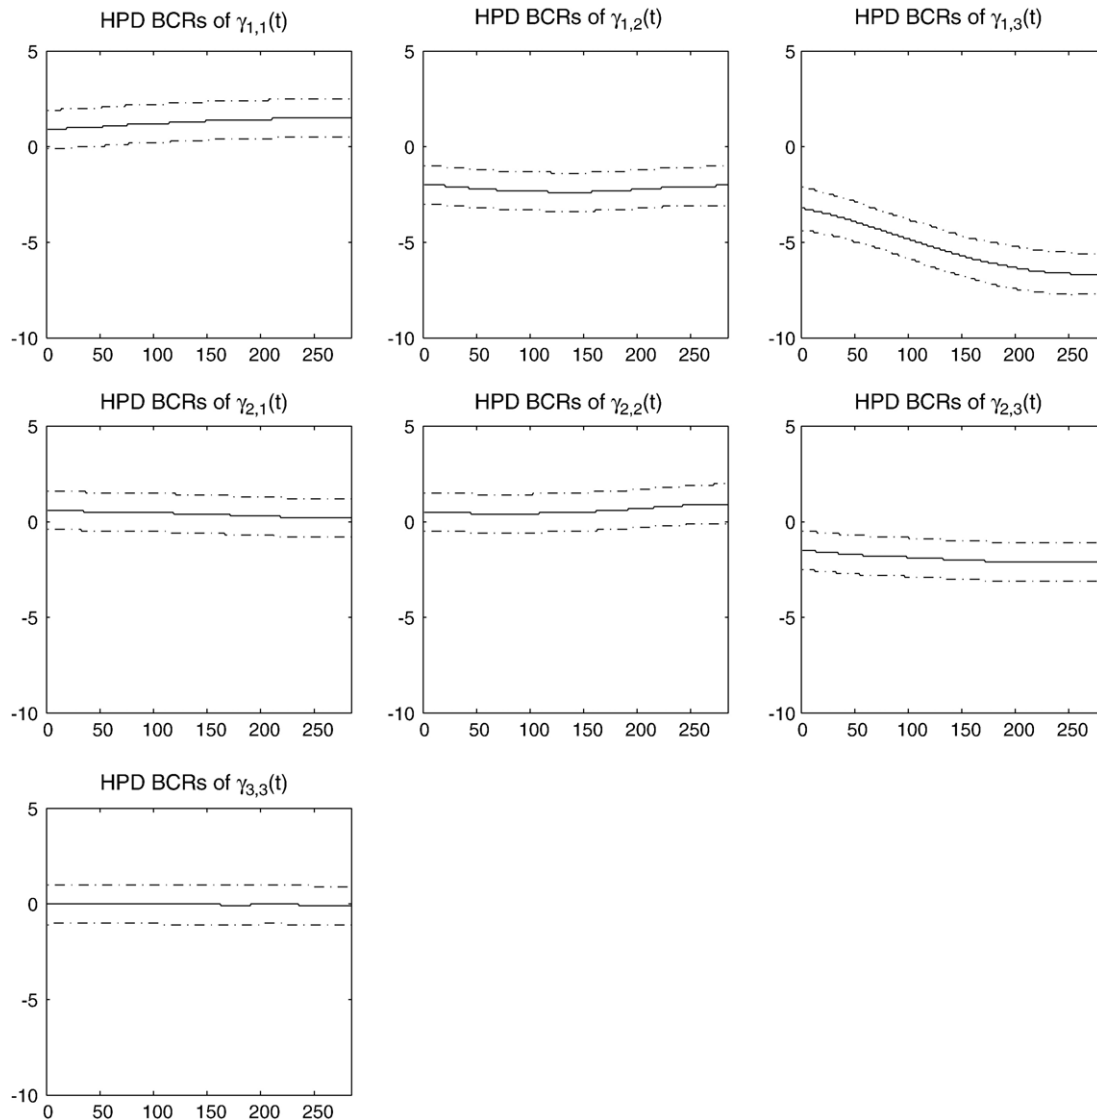 HPD BCRs of γ1,1(t) HPD BCRs of γ1,2(t) HPD BCRs of γ1,3(t)
5 5 5
0 0 0
-5 -5 -5
-10 -10 -10
0 50 100 150 200 250 0 50 100 150 200 250 0 50 100 150 200 250
HPD BCRs of γ2,1(t) HPD BCRs of γ2,2(t) HPD BCRs of γ2,3(t)
5 5 5
0 0 0
-5 -5 -5
-10 -10 -10
0 50 100 150 200 250 0 50 100 150 200 250 0 50 100 150 200 250
HPD BCRs of γ3,3(t)
5
0
-5
-10
0 50 100 150 200 250